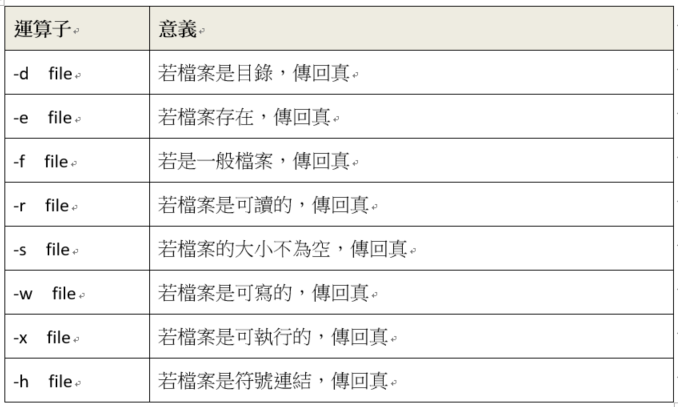 運算子 意義
-d file 若檔案是目錄，傳回真
-e file 若檔案存在，傳回真
-f file 若是一般檔案，傳回真
-r file 若檔案是可讀的，傳回真
-s file 若檔案的大小不為空，傳回真
-w file 若檔案是可寫的，傳回真
-x file 若檔案是可執行的，傳回真
-h file 若檔案是符號連結，傳回真